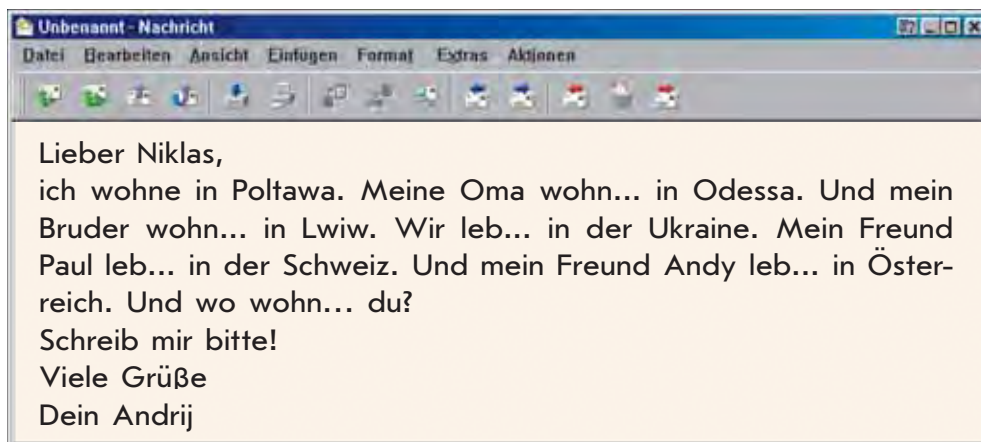 Unbenannt - Nachricht
Datei Bearbeiten Ansicht Einfügen Format Extras Aktionen
Lieber Niklas,
ich wohne in Poltawa. Meine Oma wohn... in Odessa. Und mein
Bruder wohn... in Lwiw. Wir leb... in der Ukraine. Mein Freund
Paul leb... in der Schweiz. Und mein Freund Andy leb... in Öster-
reich. Und wo wohn... du?
Schreib mir bitte!
Viele Grüße
Dein Andrij